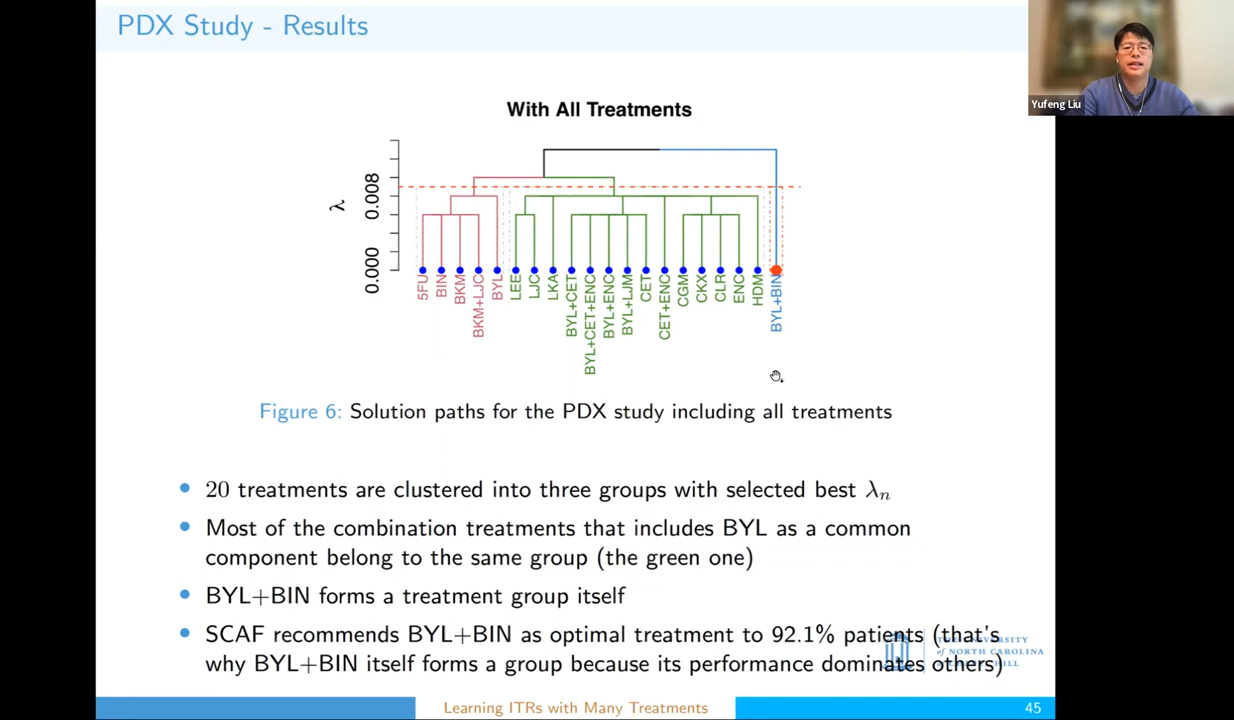 PDX Study - Results
Yufeng Liu
With All Treatments
λ
0.008
0.000
5FU
BIN
BKM
BKM+LJC
BYL
LEE
LJC
LKA
BYL+CET
BYL+CET+ENC
BYL+ENC
BYL+LJM
CET
CET+ENC
CGM
CKX
CLR
ENC
HDM
BYL+BIN
Figure 6: Solution paths for the PDX study including all treatments
20 treatments are clustered into three groups with selected best λn
Most of the combination treatments that includes BYL as a common
component belong to the same group (the green one)
BYL+BIN forms a treatment group itself
SCAF recommends BYL+BIN as optimal treatment to 92.1% patients (that's
why BYL+BIN itself forms a group because its performance dominates others)
of NORTH CAROLINA
Learning ITRs with Many Treatments
45